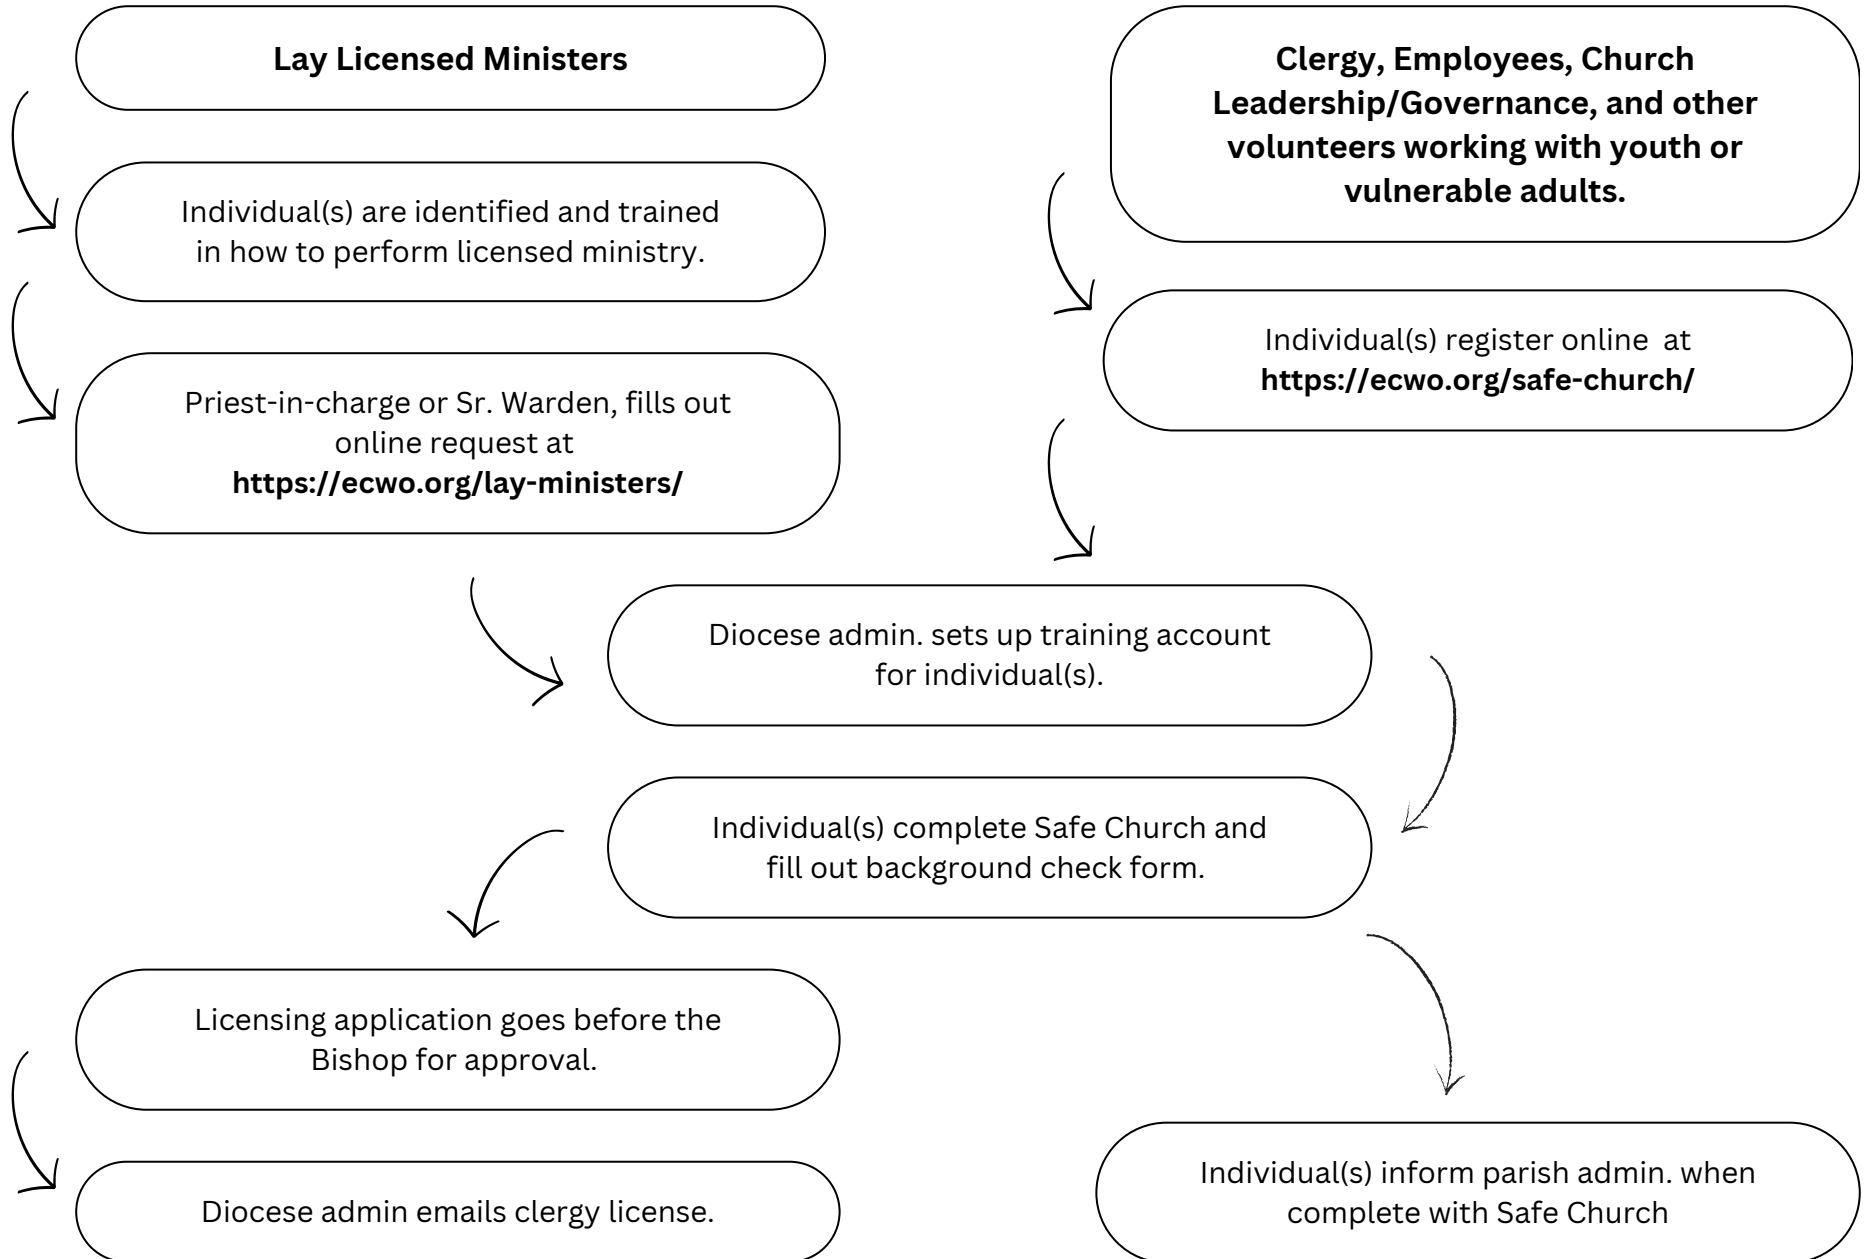 Lay Licensed Ministers
Individual(s) are identified and trained
in how to perform licensed ministry.
Priest-in-charge or Sr. Warden, fills out
online request at
https://ecwo.org/lay-ministers/
Clergy, Employees, Church
Leadership/Governance, and other
volunteers working with youth or
vulnerable adults.
Individual(s) register online  at
https://ecwo.org/safe-church/
Diocese admin. sets up training account
for individual(s).
Individual(s) complete Safe Church and
fill out background check form.
Licensing application goes before the
Bishop for approval.
Diocese admin emails clergy license.
Individual(s) inform parish admin. when
complete with Safe Church